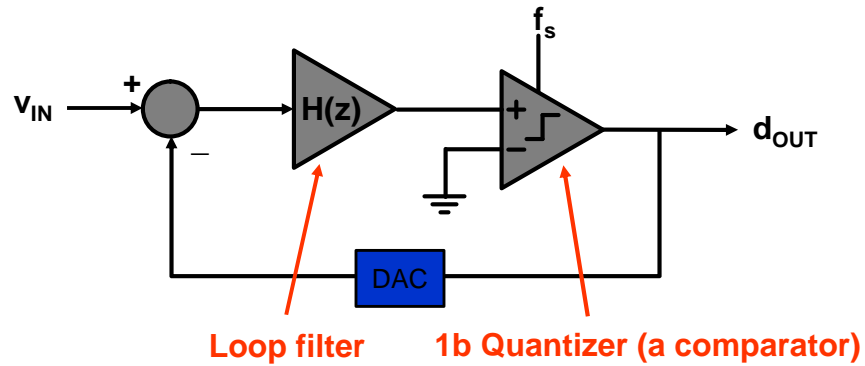 f_s
+
v_IN
H(z)
+
−
d_OUT
−
DAC
Loop filter
1b Quantizer (a comparator)